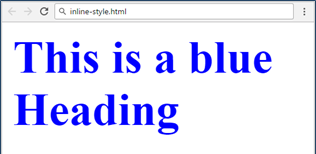 inline-style.html
This is a blue
Heading